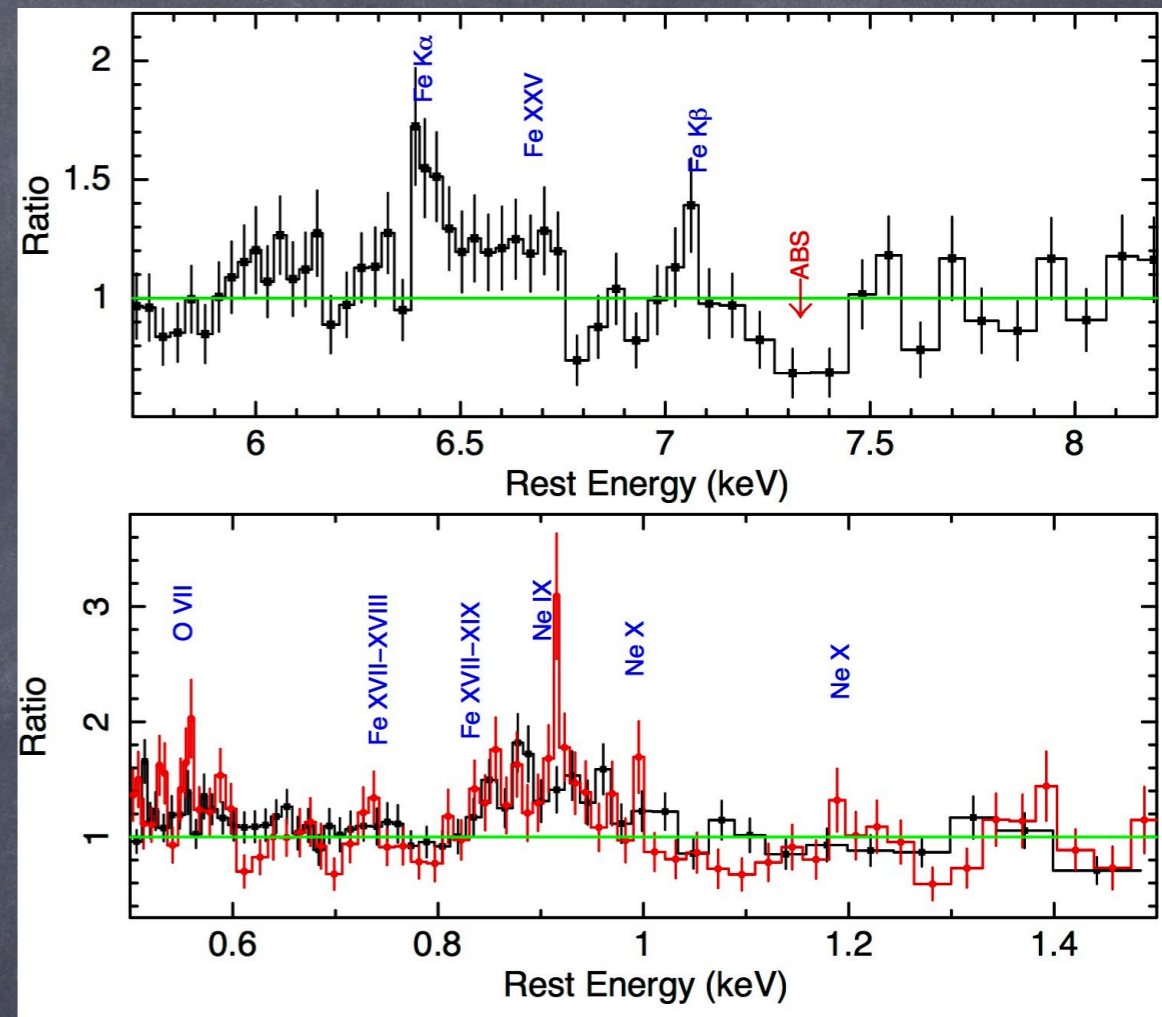 2
1.5
1
Ratio
Fe Kα
Fe XXV
Fe Kβ
ABS
6
6.5
7
7.5
8
Rest Energy (keV)
3
2
1
Ratio
O VII
Fe XVII−XVIII
Fe XVII−XIX
Ne IX
Ne X
Ne X
0.6
0.8
1
1.2
1.4
Rest Energy (keV)